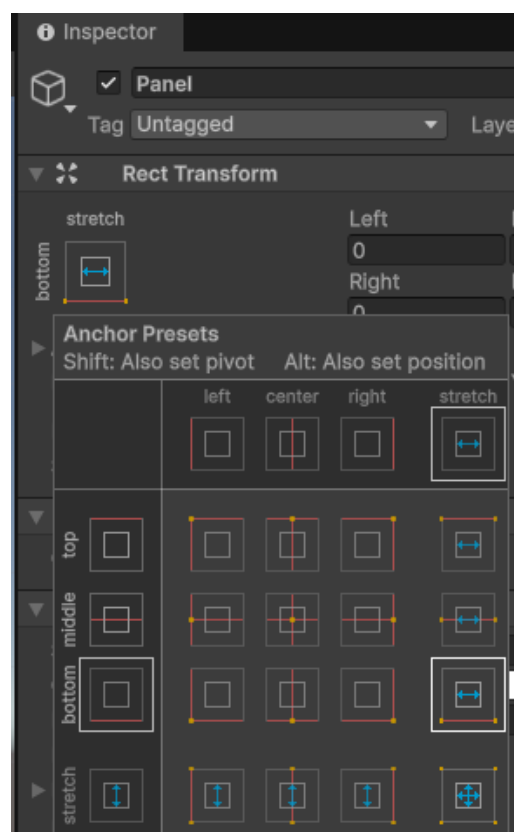 Inspector
Panel
Tag Untagged
Rect Transform
stretch
Left
bottom
0
Right
Anchor Presets
Shift: Also set pivot Alt: Also set position
left center right stretch
top
middle
bottom
stretch